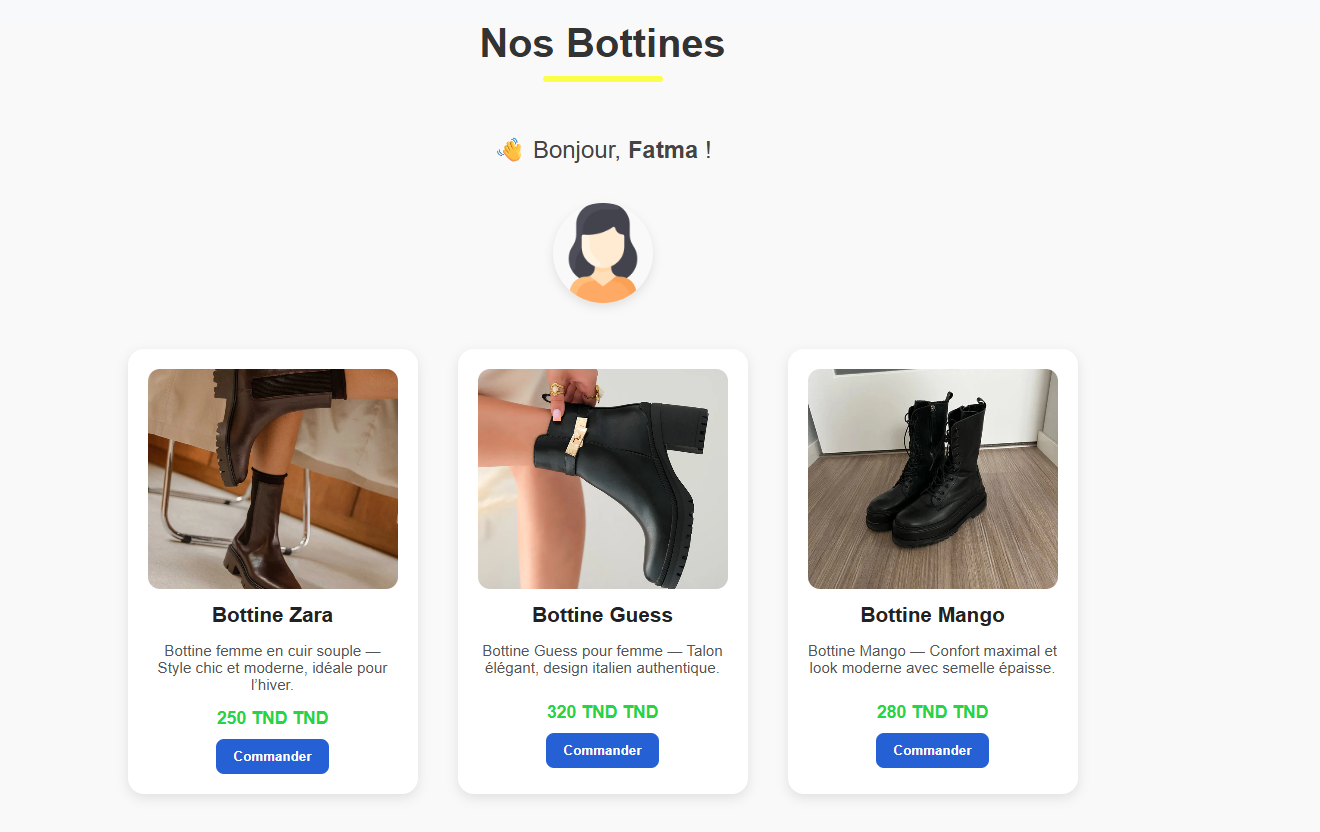 Nos Bottines
👋 Bonjour, Fatma !
Bottine Zara
Bottine femme en cuir souple —
Style chic et moderne, idéale pour
l’hiver.
250 TND TND
Commander
Bottine Guess
Bottine Guess pour femme — Talon
élégant, design italien authentique.
320 TND TND
Commander
Bottine Mango
Bottine Mango — Confort maximal et
look moderne avec semelle épaisse.
280 TND TND
Commander